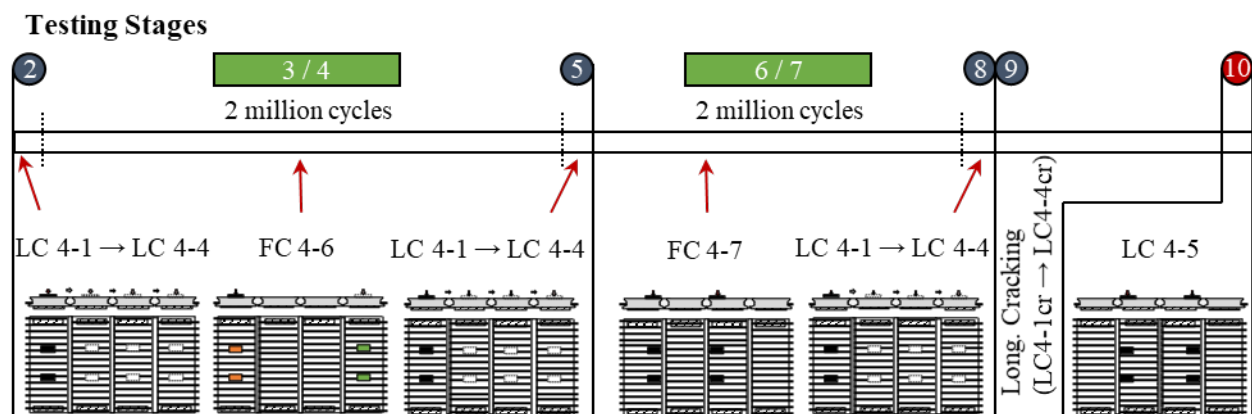 Testing Stages
2
3 / 4
5
6 / 7
8
9
10
2 million cycles
2 million cycles
LC 4-1 → LC 4-4
FC 4-6
LC 4-1 → LC 4-4
FC 4-7
LC 4-1 → LC 4-4
Long. Cracking
(LC4-1cr → LC4-4cr)
LC 4-5